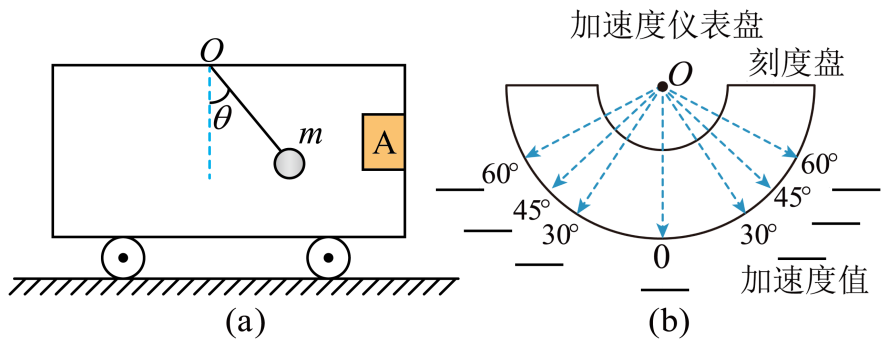 O
θ
m
A
(a)
加速度仪表盘
刻度盘
O
60° 60°
45° 45°
30° 30°
0
加速度值
(b)